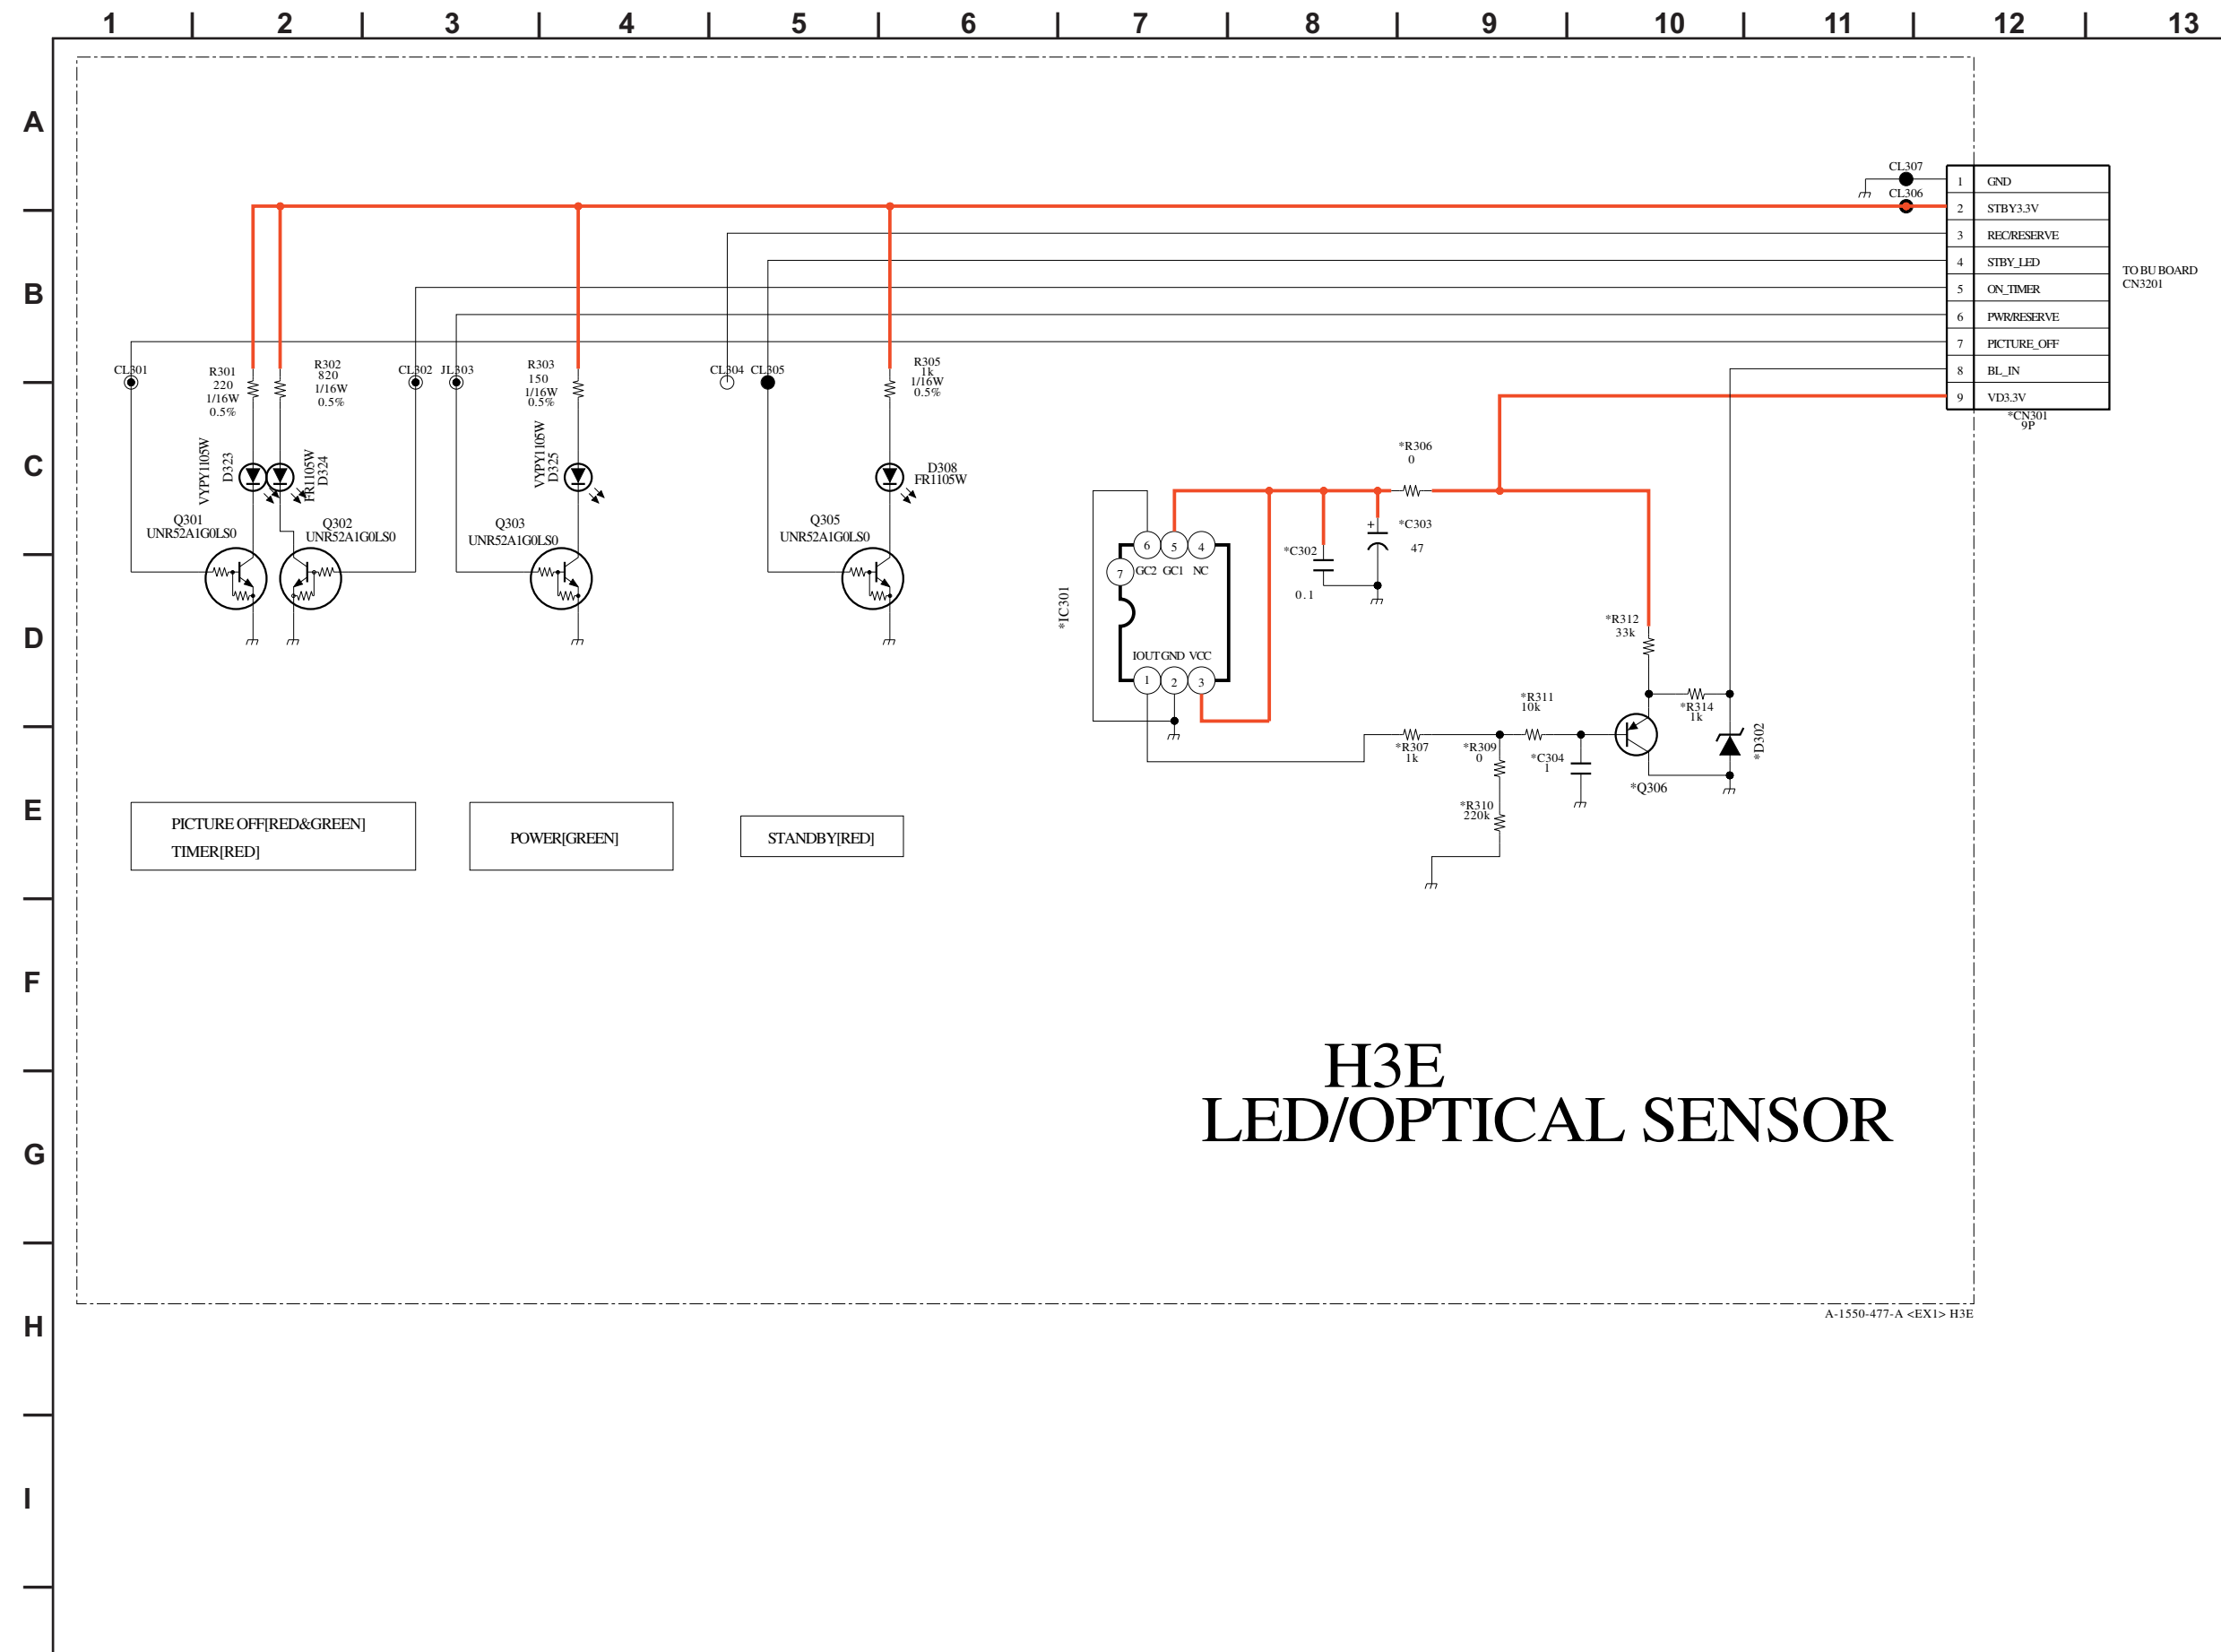 1 2 3 4 5 6 7 8 9 10 11 12 13
A
B
C
D
E
F
G
H
I
CL307
CL306
1 GND
2 STBY3.3V
3 REC/RESERVE
4 STBY_LED
5 ON_TIMER
6 PWR/RESERVE
7 PICTURE_OFF
8 BL_IN
9 VD3.3V
*CN301
9P
TO BU BOARD
CN3201
CL301
R301
220
1/16W
0.5%
R302
820
1/16W
0.5%
CL302
JL303
R303
150
1/16W
0.5%
CL304
CL305
R305
1k
1/16W
0.5%
VYPY1105W
D323
FR1105W
D324
VYPY1105W
D325
D308
FR1105W
Q301
UNR52A1G0LS0
Q302
UNR52A1G0LS0
Q303
UNR52A1G0LS0
Q305
UNR52A1G0LS0
*R306
0
*C303
+
47
*C302
0.1
*IC301
6 5 4
7
GC2 GC1 NC
IOUT GND VCC
1 2 3
*R312
33k
*R311
10k
*R314
1k
*R307
1k
*R309
0
*C304
1
*R310
220k
*Q306
*D302
PICTURE OFF[RED&GREEN]
TIMER[RED]
POWER[GREEN]
STANDBY[RED]
H3E
LED/OPTICAL SENSOR
A-1550-477-A <EX1> H3E